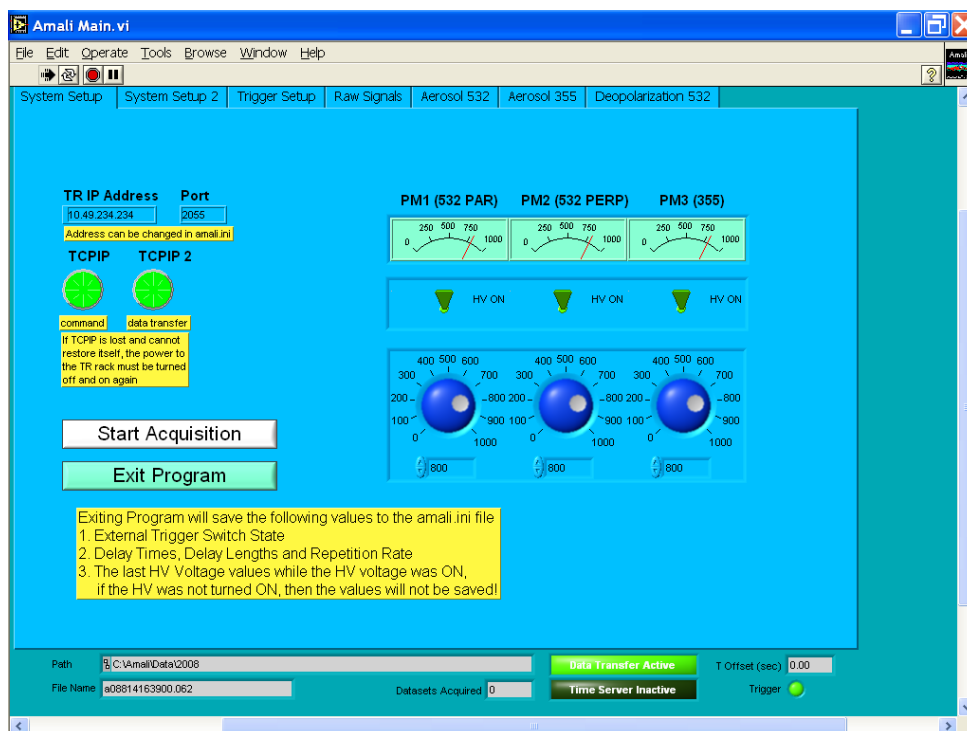 Amali Main.vi
File Edit Operate Tools Browse Window Help
Amali
System Setup System Setup 2 Trigger Setup Raw Signals Aerosol 532 Aerosol 355 Deopolarization 532
TR IP Address Port
10.49.234.234 2055
Address can be changed in amali.ini
TCPIP TCPIP 2
command data transfer
If TCPIP is lost and cannot
restore itself, the power to
the TR rack must be turned
off and on again
Start Acquisition
Exit Program
PM1 (532 PAR) PM2 (532 PERP) PM3 (355)
0 250 500 750 1000 0 250 500 750 1000 0 250 500 750 1000
HV ON HV ON HV ON
0 100 200 300 400 500 600 700 800 900 1000
0 100 200 300 400 500 600 700 800 900 1000
0 100 200 300 400 500 600 700 800 900 1000
800 800 800
Exiting Program will save the following values to the amali.ini file
1. External Trigger Switch State
2. Delay Times, Delay Lengths and Repetition Rate
3. The last HV Voltage values while the HV voltage was ON,
if the HV was not turned ON, then the values will not be saved!
Path C:\Amali\Data\2008 Data Transfer Active T Offset (sec) 0.00
File Name a08814163900.062 Datasets Acquired 0 Time Server Inactive Trigger